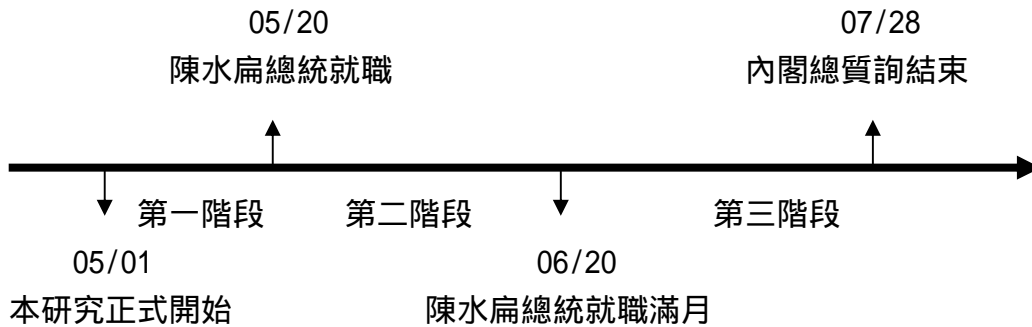 05/20
陳水扁總統就職
07/28
內閣總質詢結束
第一階段
第二階段
第三階段
05/01
本研究正式開始
06/20
陳水扁總統就職滿月